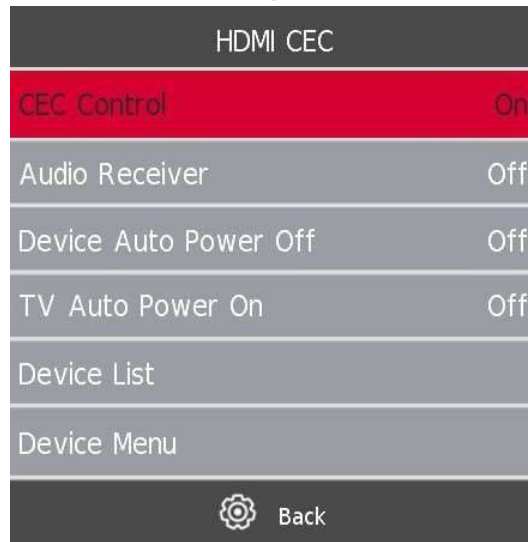 HDMI CEC
CEC Control On
Audio Receiver Off
Device Auto Power Off Off
TV Auto Power On Off
Device List
Device Menu
Back